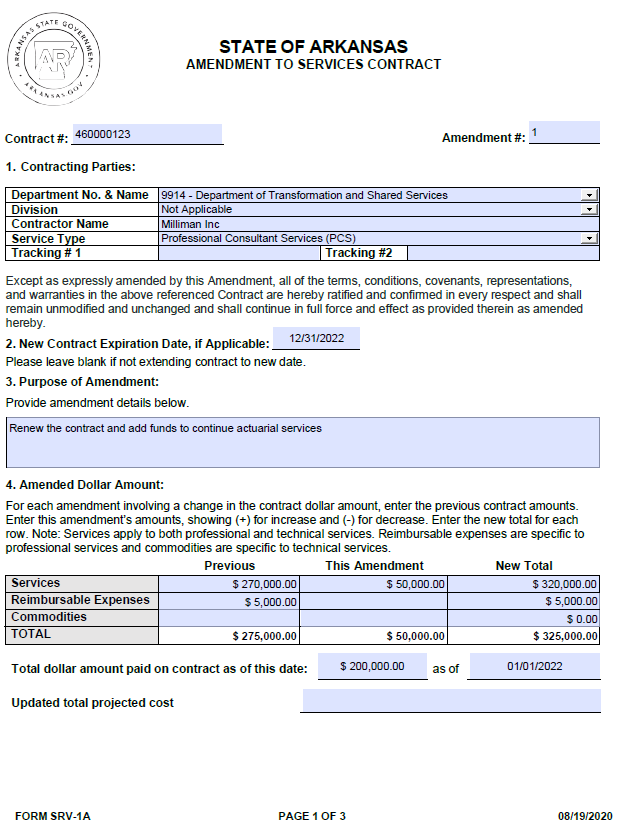 ARKANSAS STATE GOVERNMENT
AR
ARKANSAS.GOV
STATE OF ARKANSAS
AMENDMENT TO SERVICES CONTRACT
Contract #: 460000123 Amendment #: 1
1. Contracting Parties:
Department No. & Name 9914 - Department of Transformation and Shared Services
Division Not Applicable
Contractor Name Milliman Inc
Service Type Professional Consultant Services (PCS)
Tracking # 1 Tracking #2
Except as expressly amended by this Amendment, all of the terms, conditions, covenants, representations,
and warranties in the above referenced Contract are hereby ratified and confirmed in every respect and shall
remain unmodified and unchanged and shall continue in full force and effect as provided therein as amended
hereby.
2. New Contract Expiration Date, if Applicable: 12/31/2022
Please leave blank if not extending contract to new date.
3. Purpose of Amendment:
Provide amendment details below.
Renew the contract and add funds to continue actuarial services
4. Amended Dollar Amount:
For each amendment involving a change in the contract dollar amount, enter the previous contract amounts.
Enter this amendment's amounts, showing (+) for increase and (-) for decrease. Enter the new total for each
row. Note: Services apply to both professional and technical services. Reimbursable expenses are specific to
professional services and commodities are specific to technical services.
Previous This Amendment New Total
Services $ 270,000.00 $ 50,000.00 $ 320,000.00
Reimbursable Expenses $ 5,000.00 $ 5,000.00
Commodities $ 0.00
TOTAL $ 275,000.00 $ 50,000.00 $ 325,000.00
Total dollar amount paid on contract as of this date: $ 200,000.00 as of 01/01/2022
Updated total projected cost
FORM SRV-1A PAGE 1 OF 3 08/19/2020